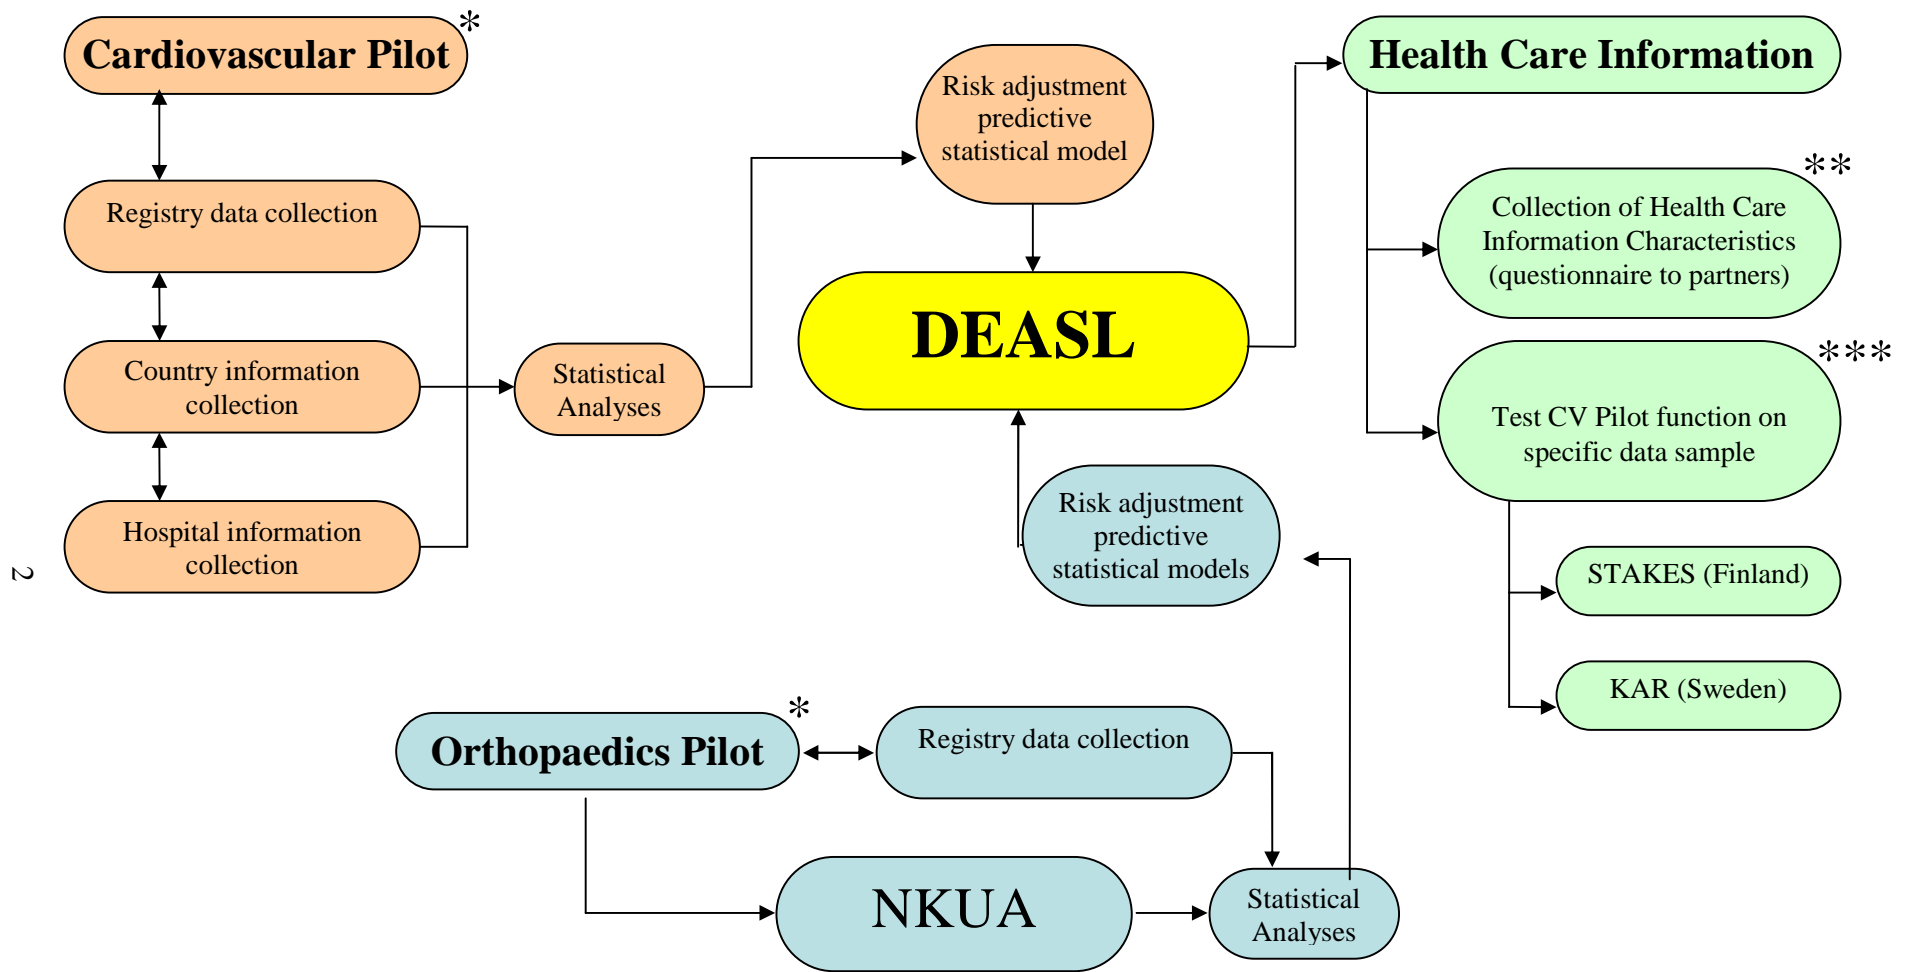 Cardiovascular Pilot
*
Registry data collection
Country information
collection
Hospital information
collection
Statistical
Analyses
Risk adjustment
predictive
statistical model
DEASL
Risk adjustment
predictive
statistical models
Orthopaedics Pilot
*
Registry data collection
NKUA
Statistical
Analyses
Health Care Information
**
Collection of Health Care
Information Characteristics
(questionnaire to partners)
***
Test CV Pilot function on
specific data sample
STAKES (Finland)
KAR (Sweden)
2